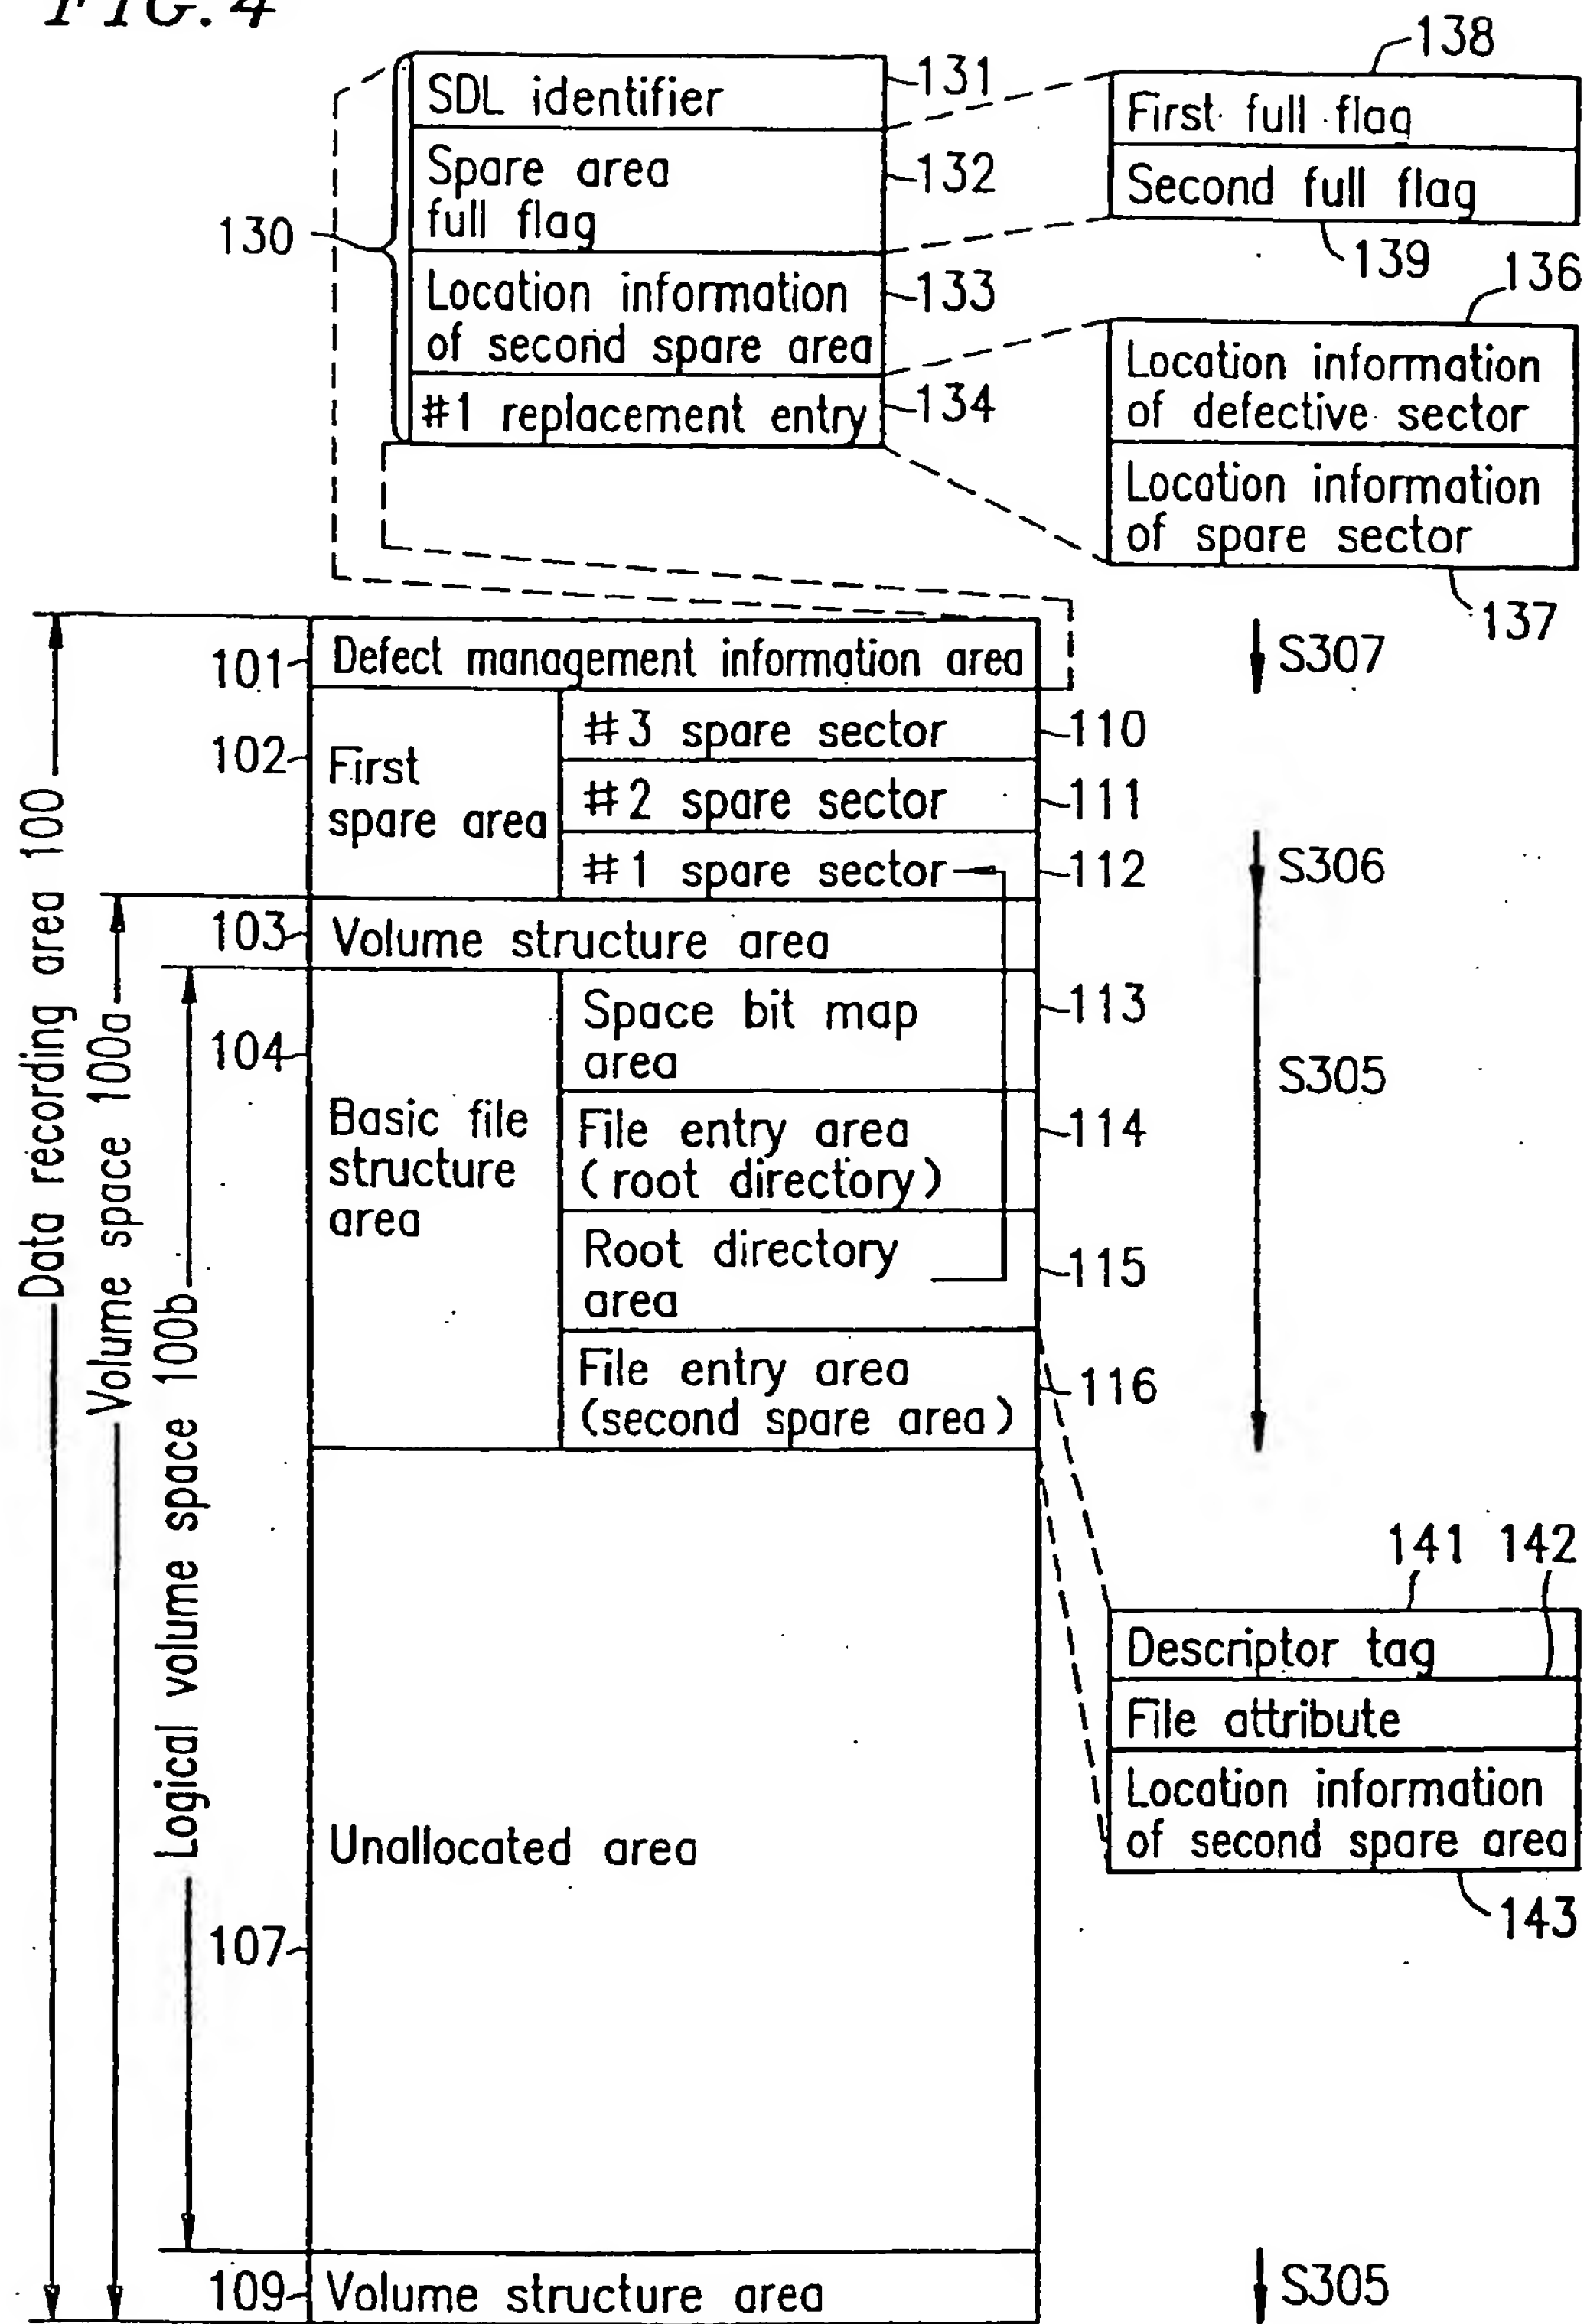 FIG. 4
138
SDL identifier
131
First full flag
Spare area
full flag
132
Second full flag
130
139
136
Location information
of second spare area
133
Location information
of defective sector
#1 replacement entry
134
Location information
of spare sector
137
101
Defect management information area
S307
102
First
spare area
#3 spare sector
110
#2 spare sector
111
#1 spare sector
112
S306
103
Volume structure area
104
Basic file
structure
area
Space bit map
area
113
S305
File entry area
(root directory)
114
Root directory
area
115
File entry area
(second spare area)
116
Data recording area 100
Volume space 100a
Logical volume space 100b
141
142
Descriptor tag
File attribute
Location information
of second spare area
143
Unallocated area
107
109
Volume structure area
S305